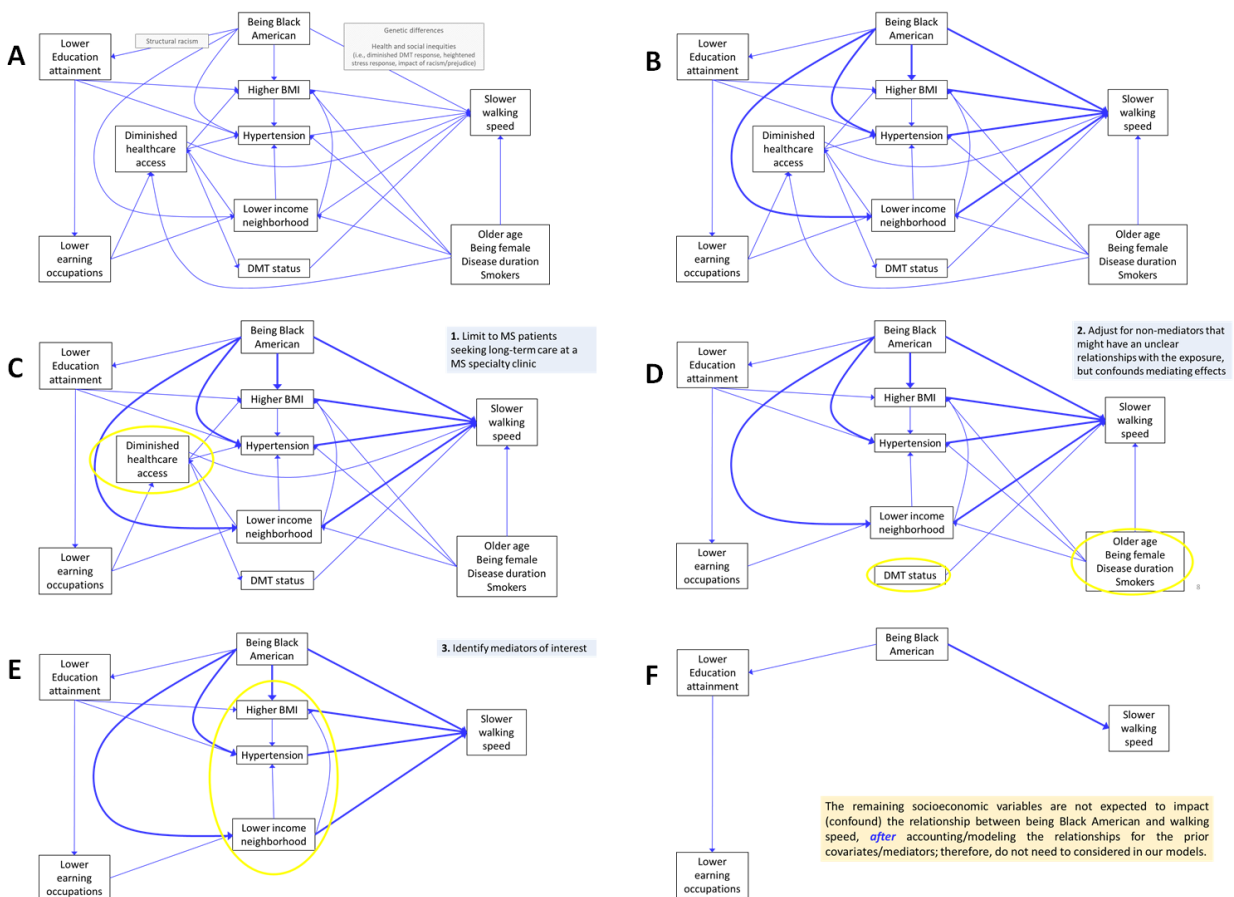 A
Structural racism
Being Black
American
Genetic differences
Health and social inequities
(i.e., diminished DMT response, heightened
stress response, impact of racism/prejudice)
Lower
Education
attainment
Higher BMI
Slower
walking
speed
Diminished
healthcare
access
Hypertension
Lower income
neighborhood
Lower
earning
occupations
DMT status
Older age
Being female
Disease duration
Smokers
B
Being Black
American
Lower
Education
attainment
Higher BMI
Slower
walking
speed
Diminished
healthcare
access
Hypertension
Lower income
neighborhood
Lower
earning
occupations
DMT status
Older age
Being female
Disease duration
Smokers
C
Being Black
American
1. Limit to MS patients
seeking long-term care at a
MS specialty clinic
Lower
Education
attainment
Higher BMI
Slower
walking
speed
Diminished
healthcare
access
Hypertension
Lower income
neighborhood
Lower
earning
occupations
DMT status
Older age
Being female
Disease duration
Smokers
D
Being Black
American
2. Adjust for non-mediators that
might have an unclear
relationships with the exposure,
but confounds mediating effects
Lower
Education
attainment
Higher BMI
Slower
walking
speed
Hypertension
Lower income
neighborhood
Lower
earning
occupations
DMT status
Older age
Being female
Disease duration
Smokers
8
E
Being Black
American
3. Identify mediators of interest
Lower
Education
attainment
Higher BMI
Slower
walking
speed
Hypertension
Lower income
neighborhood
Lower
earning
occupations
F
Being Black
American
Lower
Education
attainment
Slower
walking
speed
Lower
earning
occupations
The remaining socioeconomic variables are not expected to impact
(confound) the relationship between being Black American and walking
speed, after accounting/modeling the relationships for the prior
covariates/mediators; therefore, do not need to considered in our models.